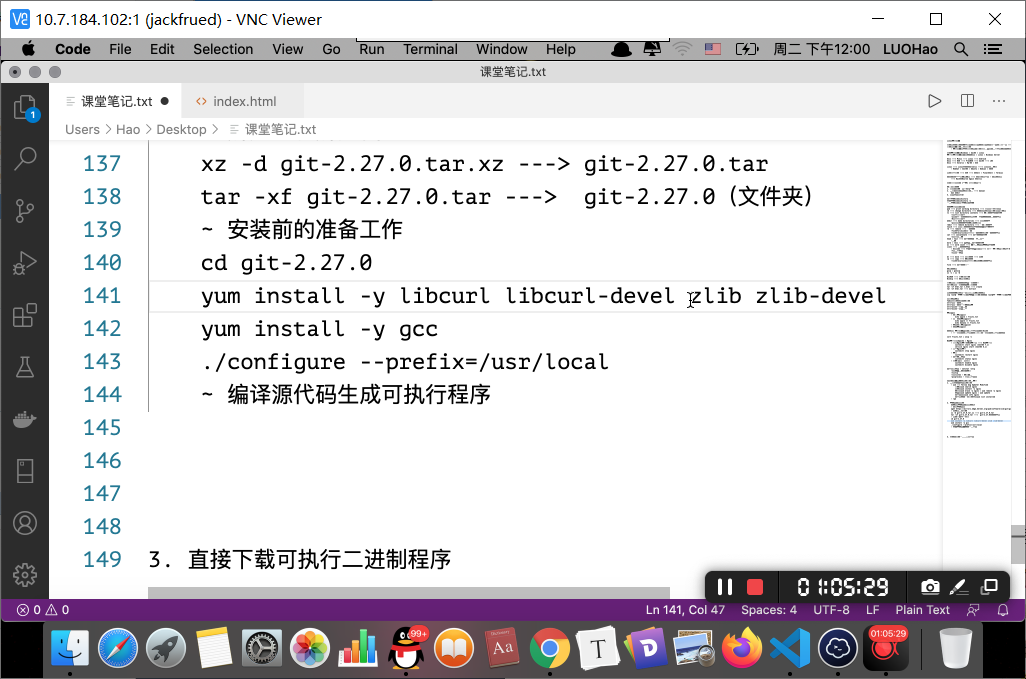 V2 10.7.184.102:1 (jackfrued) - VNC Viewer
Code File Edit Selection View Go Run Terminal Window Help 周二 下午12:00 LUOHao
课堂笔记.txt
课堂笔记.txt index.html
1
Users > Hao > Desktop > 课堂笔记.txt
137 xz -d git-2.27.0.tar.xz ---> git-2.27.0.tar
138 tar -xf git-2.27.0.tar ---> git-2.27.0（文件夹）
139 ~ 安装前的准备工作
140 cd git-2.27.0
141 yum install -y libcurl libcurl-devel zlib zlib-devel
142 yum install -y gcc
143 ./configure --prefix=/usr/local
144 ~ 编译源代码生成可执行程序
145
146
147
148
149 3. 直接下载可执行二进制程序
01:05:29
0 0 Ln 141, Col 47 Spaces: 4 UTF-8 LF Plain Text
99+ Dictionary Aa T D 01:05:29